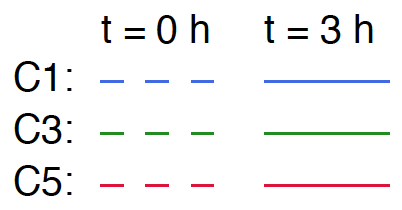 t = 0 h t = 3 h
C1:
C3:
C5: